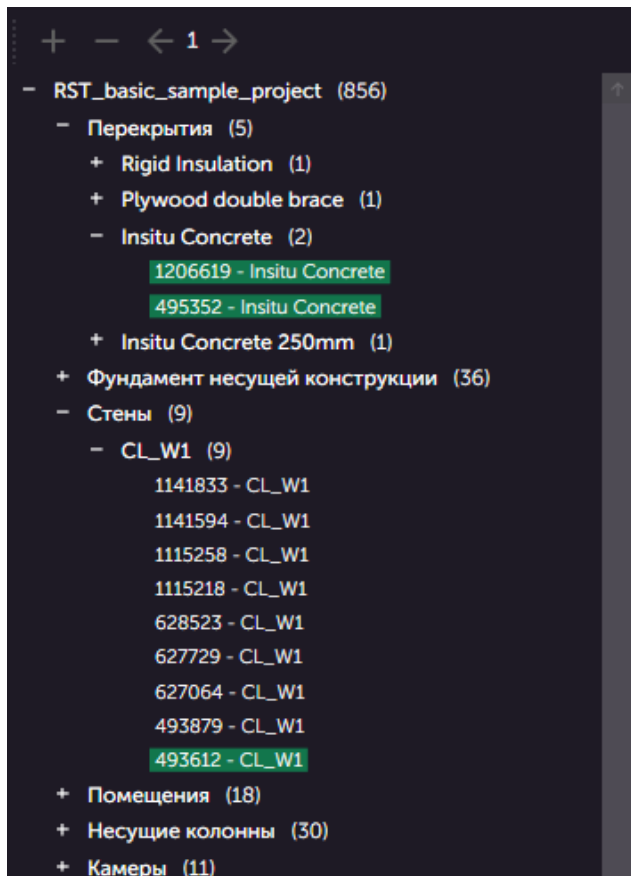 + − ← 1 →
− RST_basic_sample_project (856)
− Перекрытия (5)
+ Rigid Insulation (1)
+ Plywood double brace (1)
− Insitu Concrete (2)
1206619 - Insitu Concrete
495352 - Insitu Concrete
+ Insitu Concrete 250mm (1)
+ Фундамент несущей конструкции (36)
− Стены (9)
− CL_W1 (9)
1141833 - CL_W1
1141594 - CL_W1
1115258 - CL_W1
1115218 - CL_W1
628523 - CL_W1
627729 - CL_W1
627064 - CL_W1
493879 - CL_W1
493612 - CL_W1
+ Помещения (18)
+ Несущие колонны (30)
+ Камеры (11)